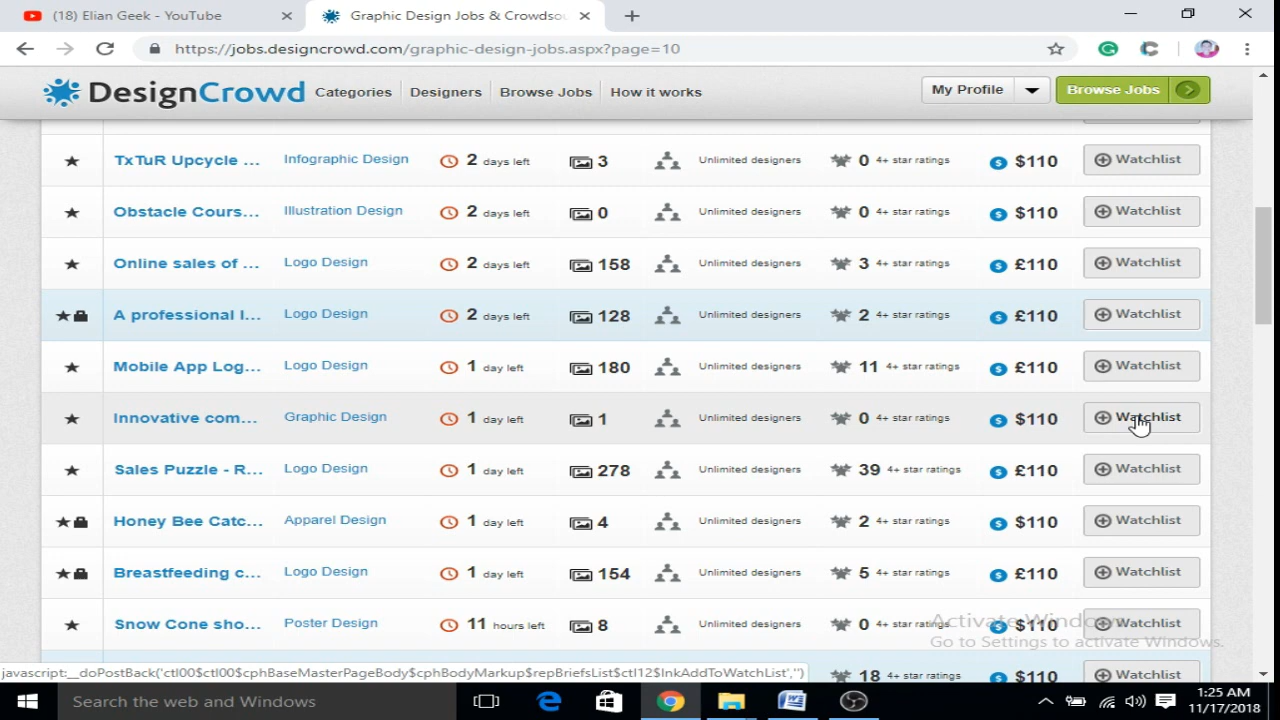 (18) Elian Geek - YouTube
Graphic Design Jobs & Crowdsou
https://jobs.designcrowd.com/graphic-design-jobs.aspx?page=10
DesignCrowd Categories Designers Browse Jobs How it works My Profile Browse Jobs
TxTuR Upcycle ... Infographic Design 2 days left 3 Unlimited designers 0 4+ star ratings $110 Watchlist
Obstacle Cours... Illustration Design 2 days left 0 Unlimited designers 0 4+ star ratings $110 Watchlist
Online sales of ... Logo Design 2 days left 158 Unlimited designers 3 4+ star ratings £110 Watchlist
A professional l... Logo Design 2 days left 128 Unlimited designers 2 4+ star ratings £110 Watchlist
Mobile App Log... Logo Design 1 day left 180 Unlimited designers 11 4+ star ratings $110 Watchlist
Innovative com... Graphic Design 1 day left 1 Unlimited designers 0 4+ star ratings $110 Watchlist
Sales Puzzle - R... Logo Design 1 day left 278 Unlimited designers 39 4+ star ratings £110 Watchlist
Honey Bee Catc... Apparel Design 1 day left 4 Unlimited designers 2 4+ star ratings $110 Watchlist
Breastfeeding c... Logo Design 1 day left 154 Unlimited designers 5 4+ star ratings £110 Watchlist
Snow Cone sho... Poster Design 11 hours left 8 Unlimited designers 0 4+ star ratings $110 Watchlist
Activate Windows
Go to Settings to activate Windows.
javascript:__doPostBack('ctl00$ctl00$cphBaseMasterPageBody$cphBodyMarkup$repBriefsList$ctl12$lnkAddToWatchList','')
18 4+ star ratings $110 Watchlist
Search the web and Windows
1:25 AM
11/17/2018